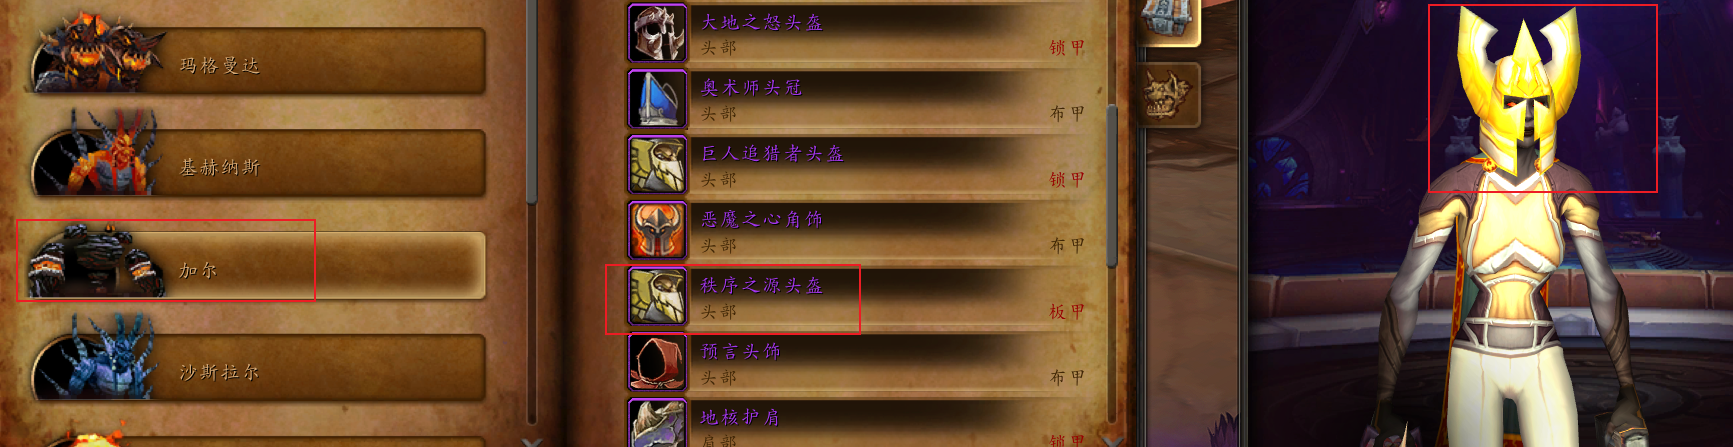 玛格曼达
基赫纳斯
加尔
沙斯拉尔
大地之怒头盔
头部
锁甲
奥术师头冠
头部
布甲
巨人追猎者头盔
头部
锁甲
恶魔之心角饰
头部
布甲
秩序之源头盔
头部
板甲
预言头饰
头部
布甲
地核护肩
肩部
锁甲